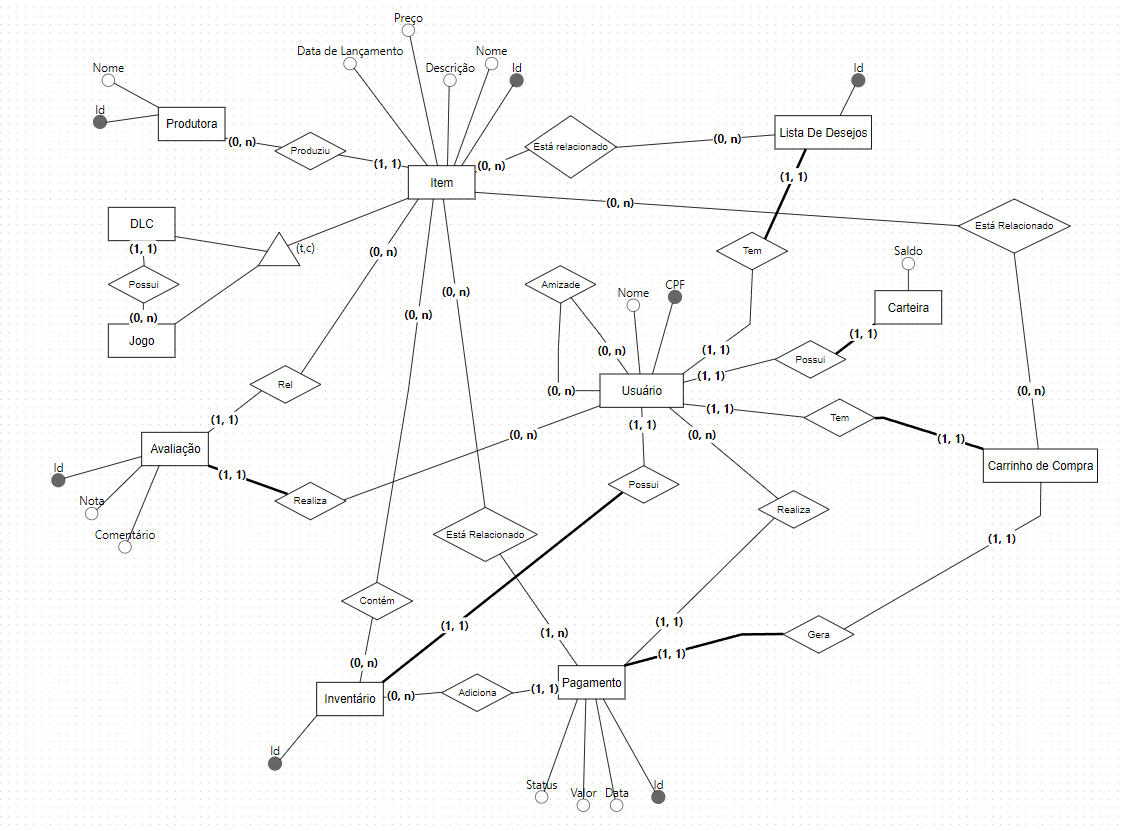 Preço
Data de Lançamento
Nome
Descrição
Id
Nome
Id
Id
Produtora
(0, n)
Produziu
(1, 1)
(0, n)
Está relacionado
(0, n)
Lista De Desejos
Item
(1, 1)
(0, n)
DLC
(t,c)
(0, n)
Está Relacionado
(1, 1)
Tem
Saldo
Possui
(0, n)
Amizade
Nome
CPF
Carteira
(0, n)
(0, n)
Jogo
(1, 1)
(0, n)
(1, 1)
Possui
Rel
(0, n)
Usuário
(1, 1)
(0, n)
(1, 1)
(1, 1)
Tem
(1, 1)
(0, n)
(1, 1)
(0, n)
Avaliação
Carrinho de Compra
Id
(1, 1)
Possui
Nota
Realiza
Realiza
Comentário
Está Relacionado
(1, 1)
Contém
(1, 1)
(1, n)
(1, 1)
Gera
(0, n)
(1, 1)
Inventário
(0, n)
Adiciona
(1, 1)
Pagamento
Id
Status
Valor
Data
Id